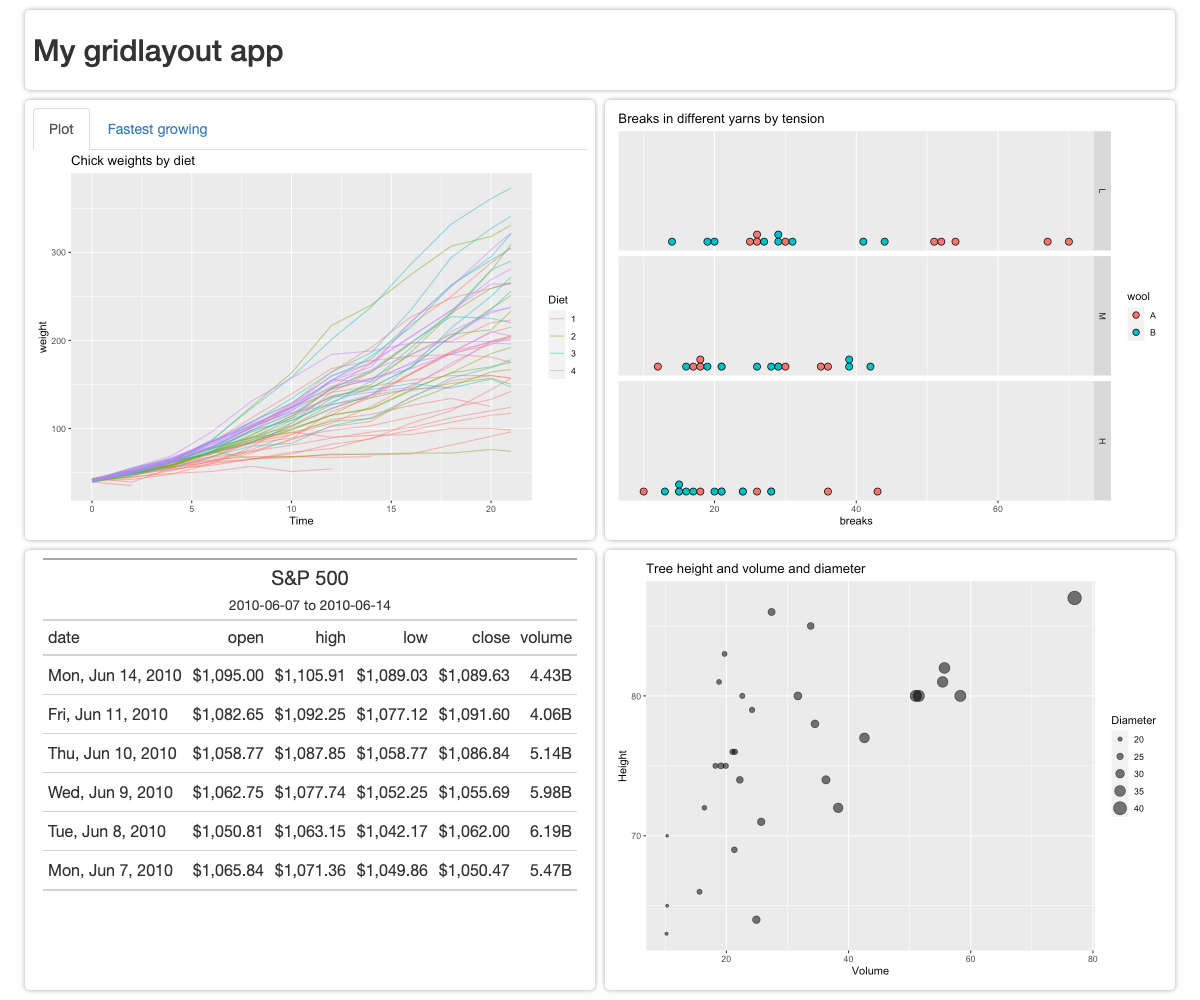 My gridlayout app
Plot Fastest growing
Chick weights by diet
300
200
100
weight
0 5 10 15 20
Time
Diet
1
2
3
4
Breaks in different yarns by tension
L
M
H
20 40 60
breaks
wool
A
B
S&P 500
2010-06-07 to 2010-06-14
date open high low close volume
Mon, Jun 14, 2010 $1,095.00 $1,105.91 $1,089.03 $1,089.63 4.43B
Fri, Jun 11, 2010 $1,082.65 $1,092.25 $1,077.12 $1,091.60 4.06B
Thu, Jun 10, 2010 $1,058.77 $1,087.85 $1,058.77 $1,086.84 5.14B
Wed, Jun 9, 2010 $1,062.75 $1,077.74 $1,052.25 $1,055.69 5.98B
Tue, Jun 8, 2010 $1,050.81 $1,063.15 $1,042.17 $1,062.00 6.19B
Mon, Jun 7, 2010 $1,065.84 $1,071.36 $1,049.86 $1,050.47 5.47B
Tree height and volume and diameter
80
70
Height
20 40 60 80
Volume
Diameter
20
25
30
35
40